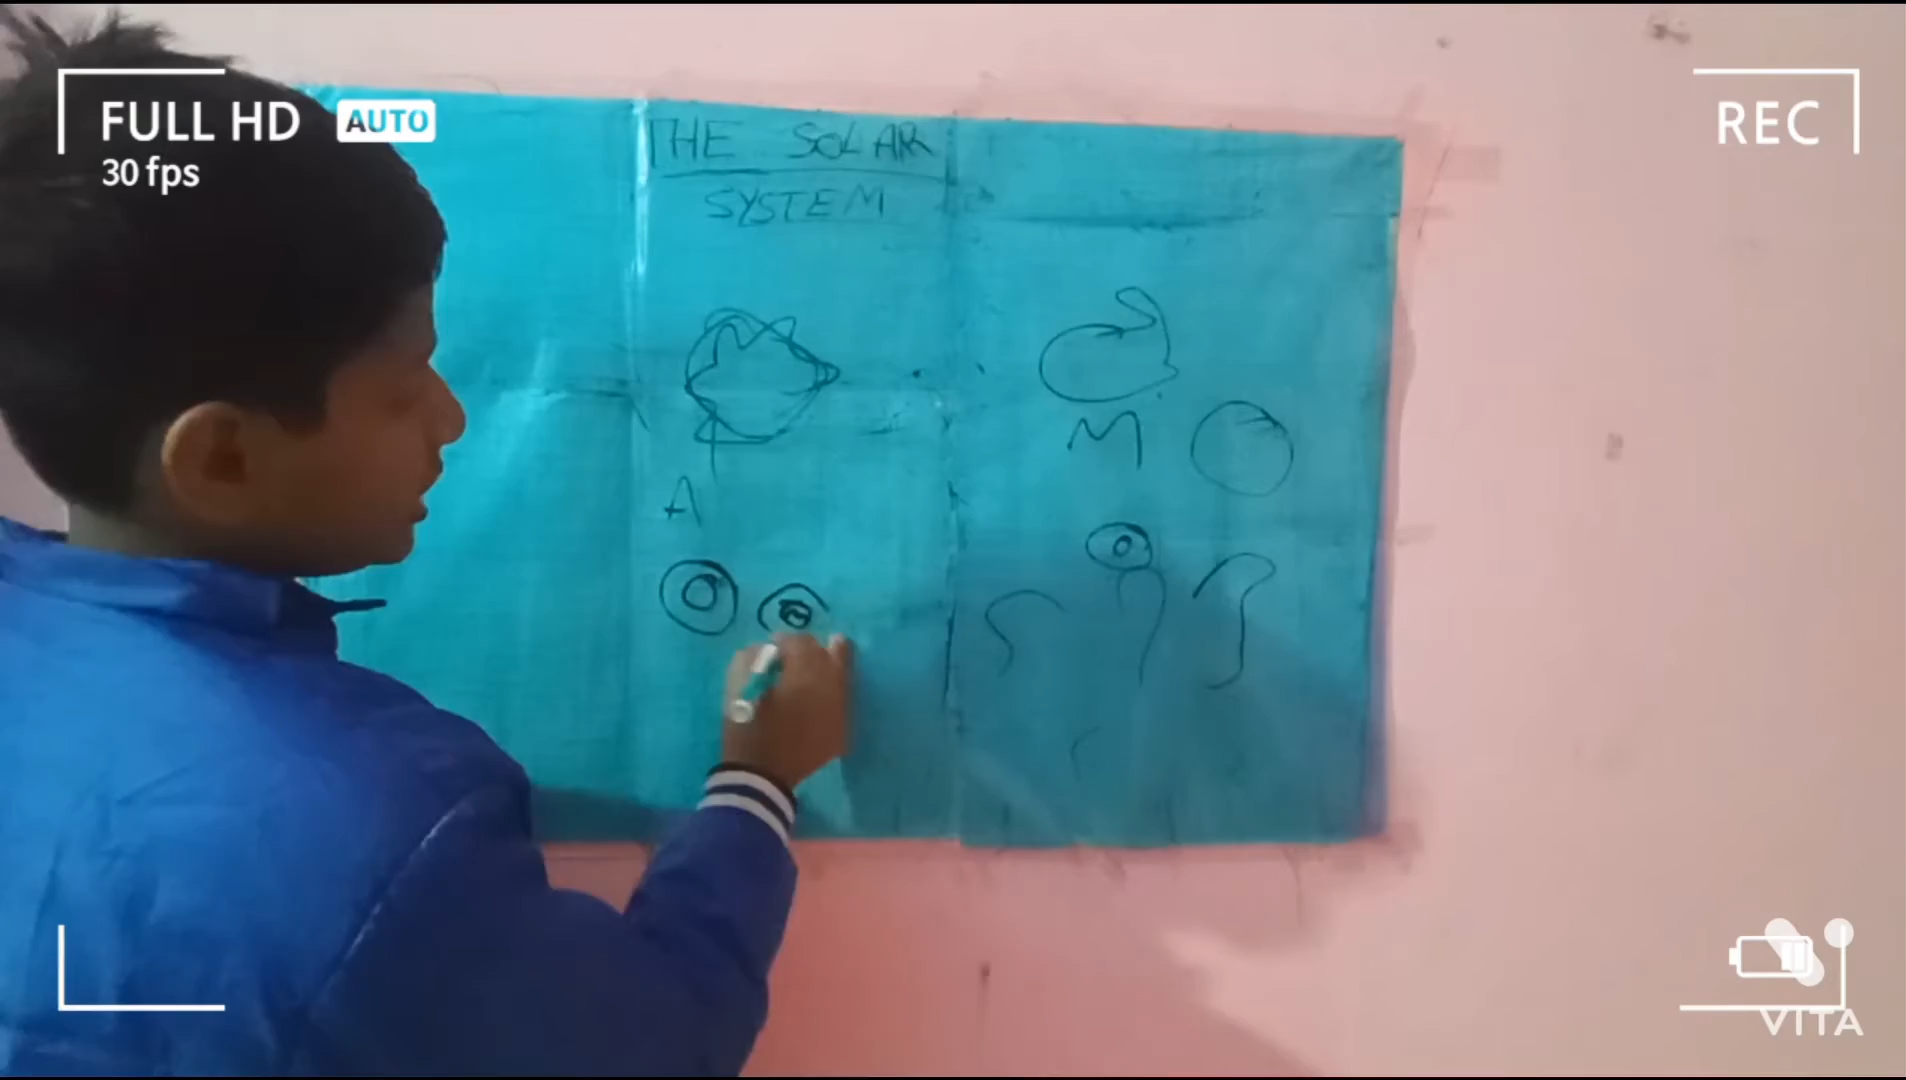 FULL HD AUTO
30 fps
REC
THE SOLAR
SYSTEM
M
A
VITA